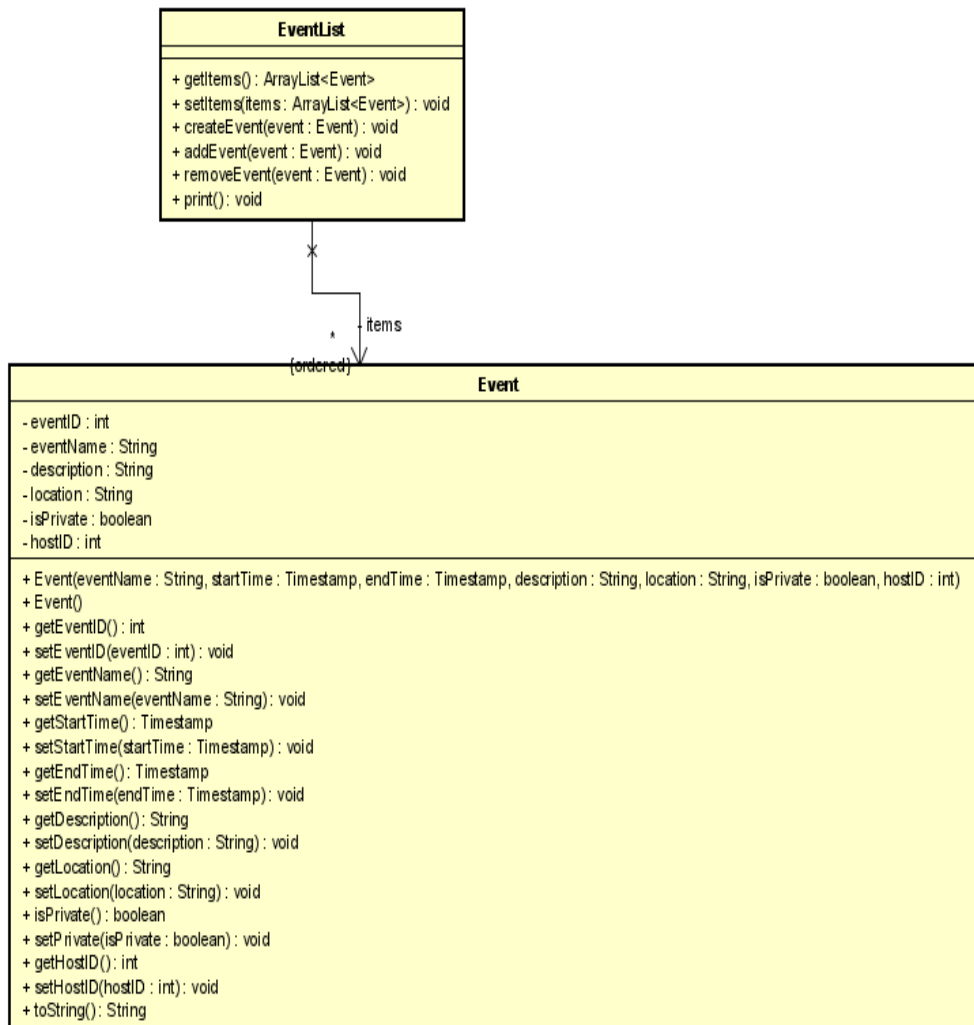 EventList
+ getItems() : ArrayList<Event>
+ setItems(items : ArrayList<Event>) : void
+ createEvent(event : Event) : void
+ addEvent(event : Event) : void
+ removeEvent(event : Event) : void
+ print() : void
- items
*
{ordered}
Event
- eventID : int
- eventName : String
- description : String
- location : String
- isPrivate : boolean
- hostID : int
+ Event(eventName : String, startTime : Timestamp, endTime : Timestamp, description : String, location : String, isPrivate : boolean, hostID : int)
+ Event()
+ getEventID() : int
+ setEventID(eventID : int) : void
+ getEventName() : String
+ setEventName(eventName : String) : void
+ getStartTime() : Timestamp
+ setStartTime(startTime : Timestamp) : void
+ getEndTime() : Timestamp
+ setEndTime(endTime : Timestamp) : void
+ getDescription() : String
+ setDescription(description : String) : void
+ getLocation() : String
+ setLocation(location : String) : void
+ isPrivate() : boolean
+ setPrivate(isPrivate : boolean) : void
+ getHostID() : int
+ setHostID(hostID : int) : void
+ toString() : String